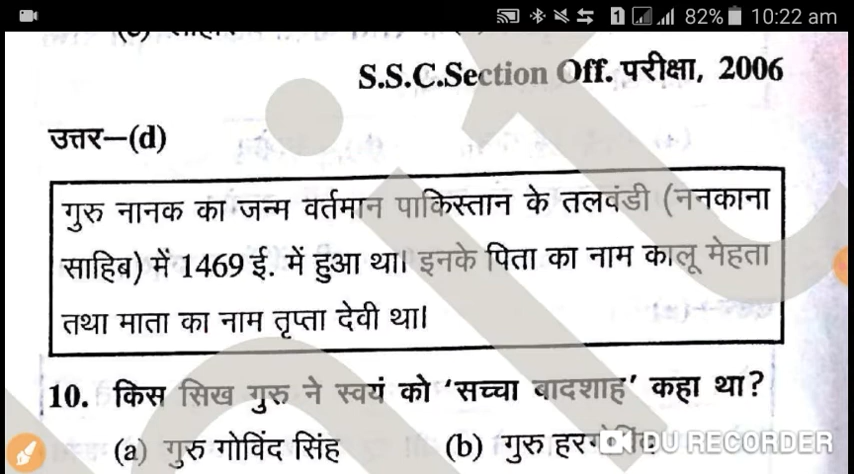 82% 10:22 am
S.S.C.Section Off. परीक्षा, 2006
उत्तर–(d)
गुरु नानक का जन्म वर्तमान पाकिस्तान के तलवंडी (ननकाना
साहिब) में 1469 ई. में हुआ था। इनके पिता का नाम कालू मेहता
तथा माता का नाम तृप्ता देवी था।
10. किस सिख गुरु ने स्वयं को ‘सच्चा बादशाह’ कहा था?
(a) गुरु गोविंद सिंह (b) गुरु
DU RECORDER